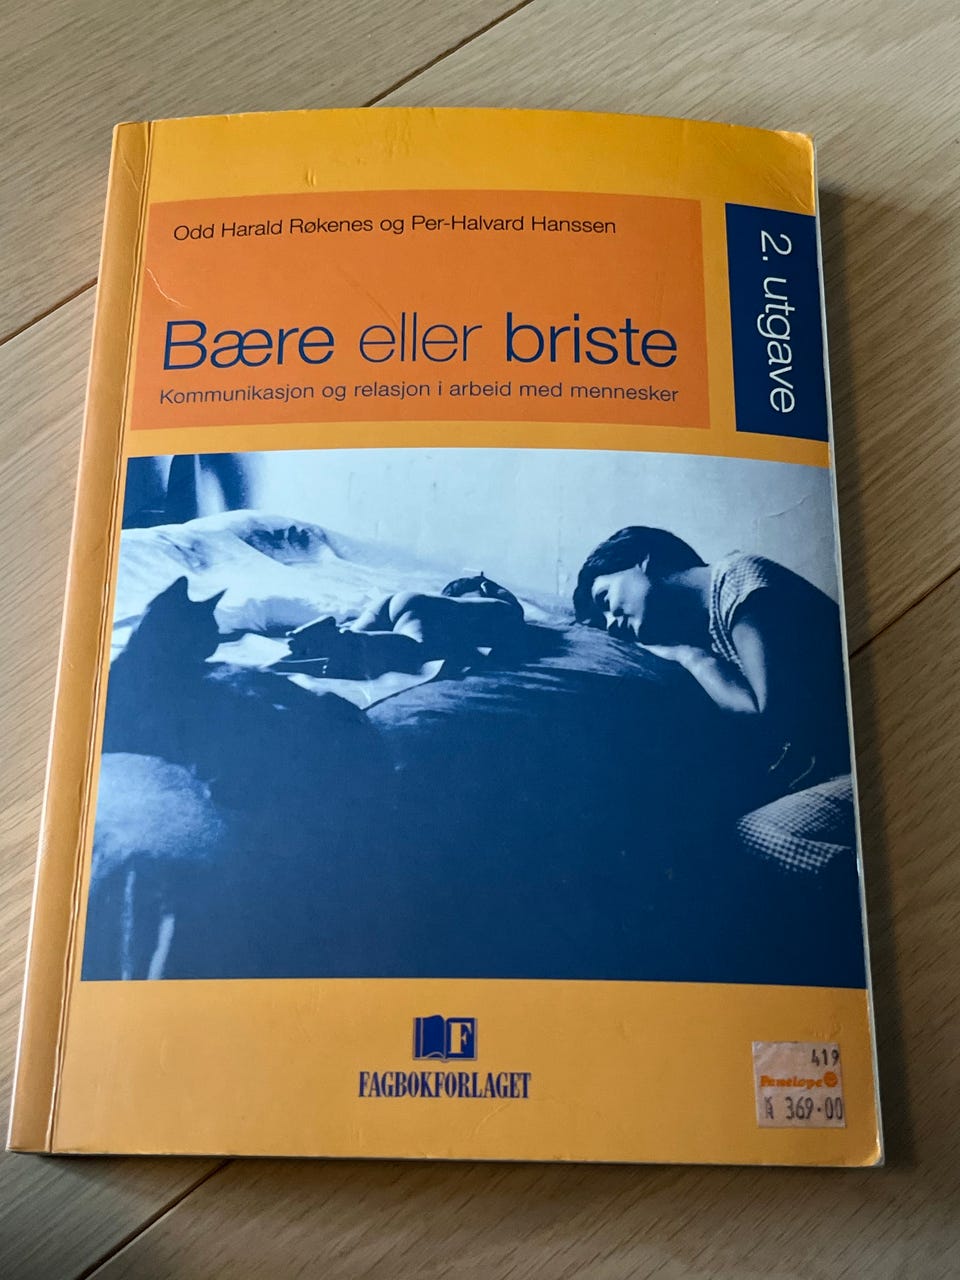 Odd Harald Røkenes og Per-Halvard Hanssen
Bære eller briste
Kommunikasjon og relasjon i arbeid med mennesker
2. utgave
F
FAGBOKFORLAGET
419
Penelope
K 369-00